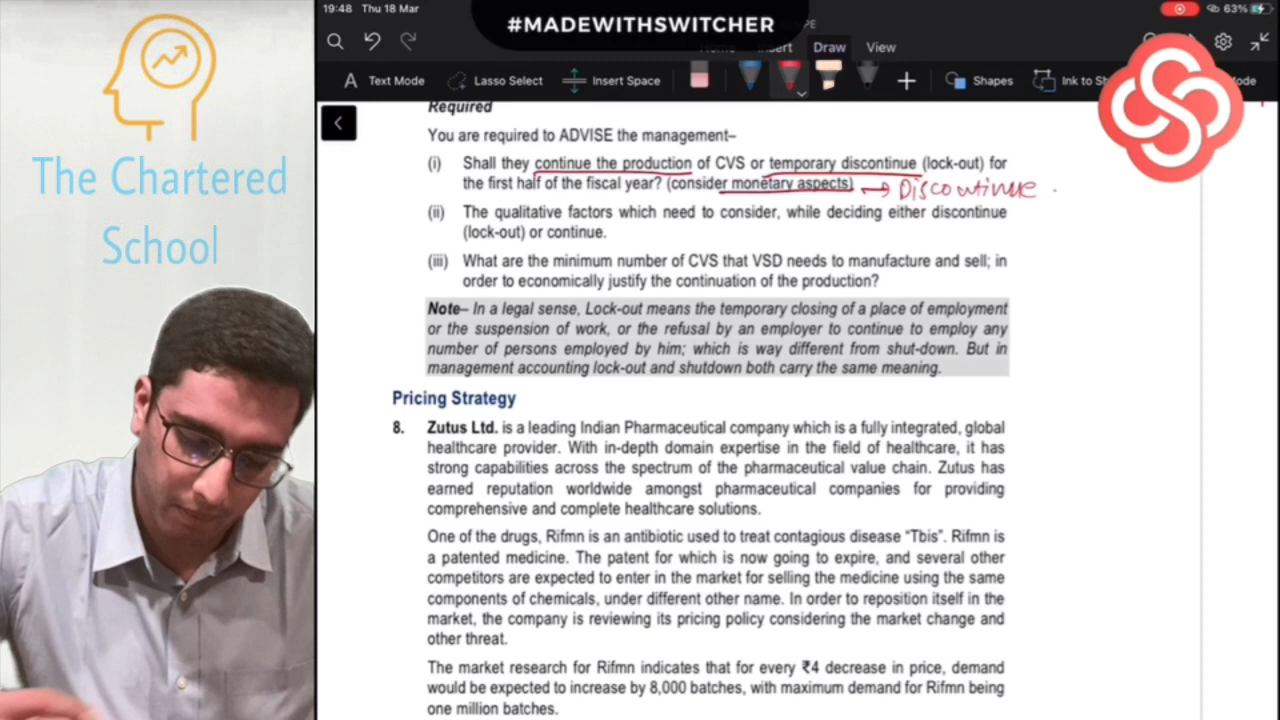 19:48 Thu 18 Mar
#MADEWITHSWITCHER
63%
Draw
View
Text Mode
Lasso Select
Insert Space
Shapes
The Chartered
School
Required
You are required to ADVISE the management–
(i) Shall they continue the production of CVS or temporary discontinue (lock-out) for
the first half of the fiscal year? (consider monetary aspects) → Discontinue
(ii) The qualitative factors which need to consider, while deciding either discontinue
(lock-out) or continue.
(iii) What are the minimum number of CVS that VSD needs to manufacture and sell; in
order to economically justify the continuation of the production?
Note– In a legal sense, Lock-out means the temporary closing of a place of employment
or the suspension of work, or the refusal by an employer to continue to employ any
number of persons employed by him; which is way different from shut-down. But in
management accounting lock-out and shutdown both carry the same meaning.
Pricing Strategy
8. Zutus Ltd. is a leading Indian Pharmaceutical company which is a fully integrated, global
healthcare provider. With in-depth domain expertise in the field of healthcare, it has
strong capabilities across the spectrum of the pharmaceutical value chain. Zutus has
earned reputation worldwide amongst pharmaceutical companies for providing
comprehensive and complete healthcare solutions.
One of the drugs, Rifmn is an antibiotic used to treat contagious disease “Tbis”. Rifmn is
a patented medicine. The patent for which is now going to expire, and several other
competitors are expected to enter in the market for selling the medicine using the same
components of chemicals, under different other name. In order to reposition itself in the
market, the company is reviewing its pricing policy considering the market change and
other threat.
The market research for Rifmn indicates that for every ₹4 decrease in price, demand
would be expected to increase by 8,000 batches, with maximum demand for Rifmn being
one million batches.